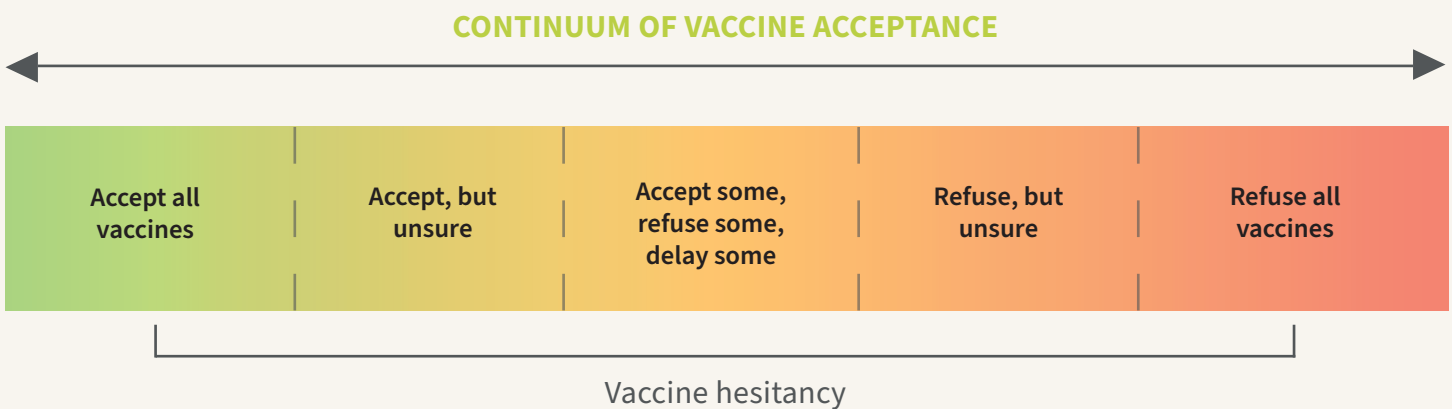 CONTINUUM OF VACCINE ACCEPTANCE
Accept all
vaccines
Accept, but
unsure
Accept some,
refuse some,
delay some
Refuse, but
unsure
Refuse all
vaccines
Vaccine hesitancy